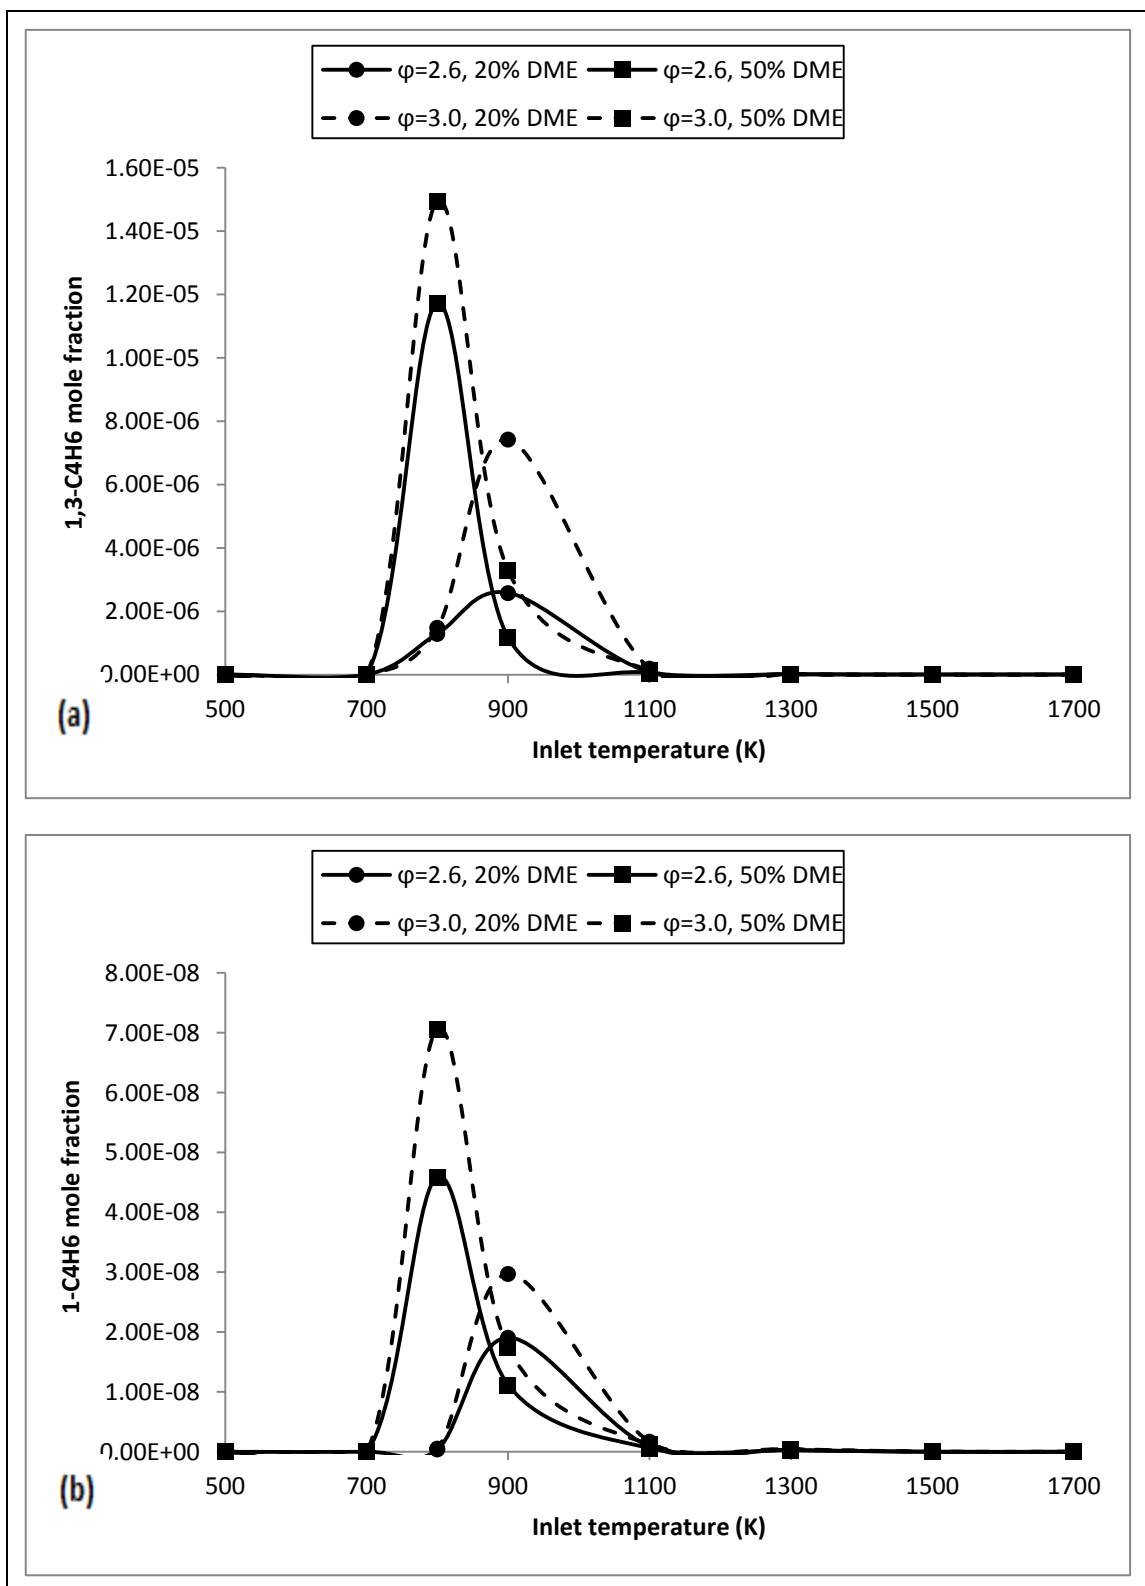 φ=2.6, 20% DME φ=2.6, 50% DME
φ=3.0, 20% DME φ=3.0, 50% DME
1.60E-05
1.40E-05
1.20E-05
1.00E-05
8.00E-06
6.00E-06
4.00E-06
2.00E-06
0.00E+00
1,3-C4H6 mole fraction
500 700 900 1100 1300 1500 1700
(a)
Inlet temperature (K)
φ=2.6, 20% DME φ=2.6, 50% DME
φ=3.0, 20% DME φ=3.0, 50% DME
8.00E-08
7.00E-08
6.00E-08
5.00E-08
4.00E-08
3.00E-08
2.00E-08
1.00E-08
0.00E+00
1-C4H6 mole fraction
500 700 900 1100 1300 1500 1700
(b)
Inlet temperature (K)